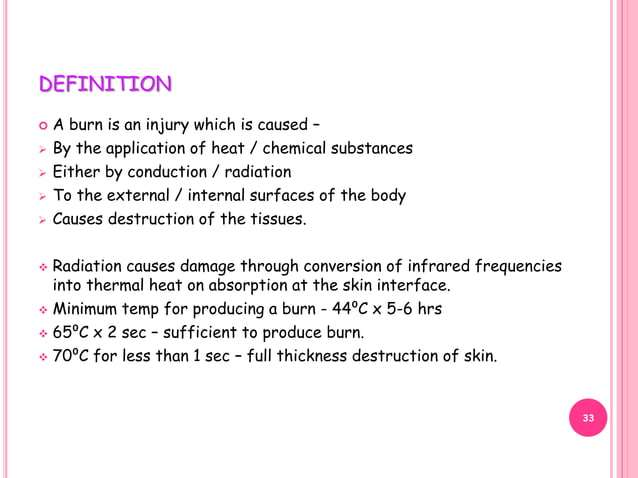 DEFINITION
A burn is an injury which is caused –
By the application of heat / chemical substances
Either by conduction / radiation
To the external / internal surfaces of the body
Causes destruction of the tissues.
Radiation causes damage through conversion of infrared frequencies
into thermal heat on absorption at the skin interface.
Minimum temp for producing a burn - 44⁰C x 5-6 hrs
65⁰C x 2 sec – sufficient to produce burn.
70⁰C for less than 1 sec – full thickness destruction of skin.
33